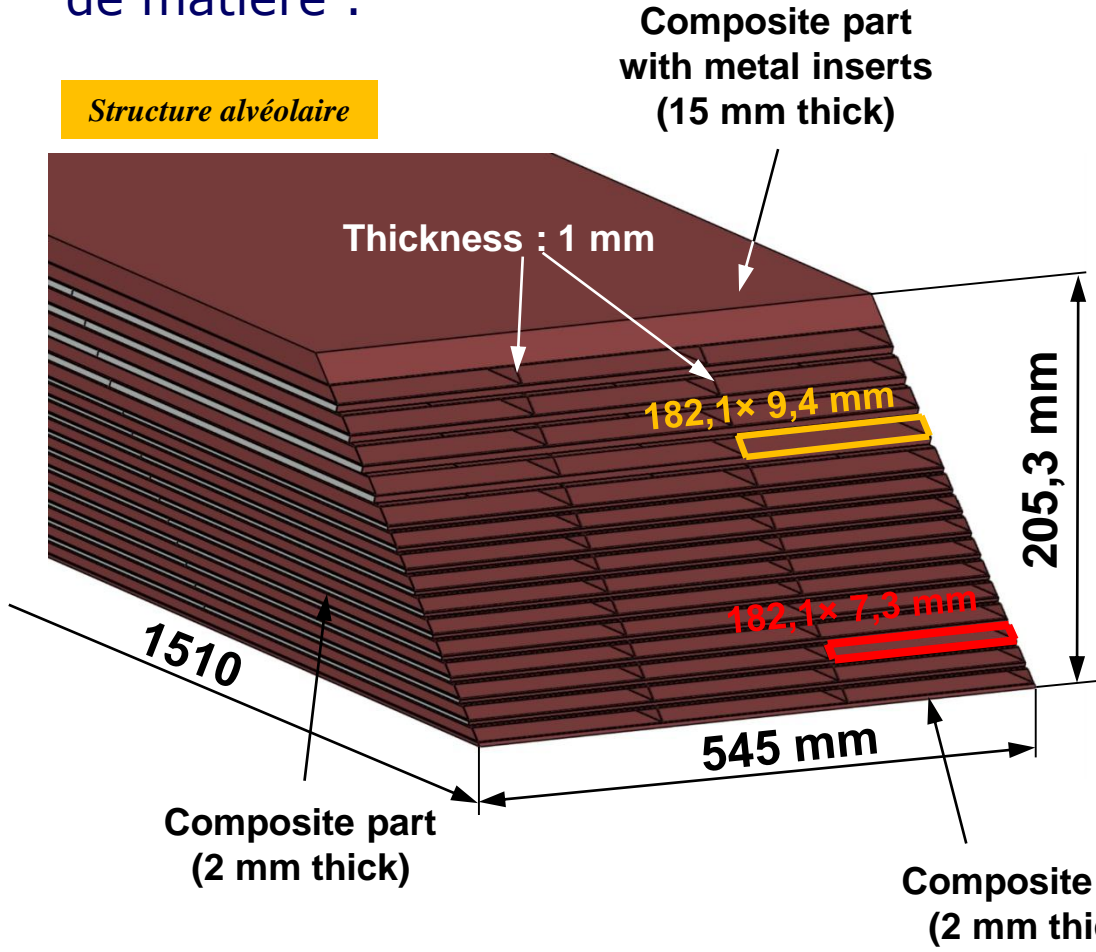 de matière :
Composite part
with metal inserts
(15 mm thick)
Structure alvéolaire
Thickness : 1 mm
182,1× 9,4 mm
205,3 mm
182,1× 7,3 mm
1510
545 mm
Composite part
(2 mm thick)
Composite
(2 mm